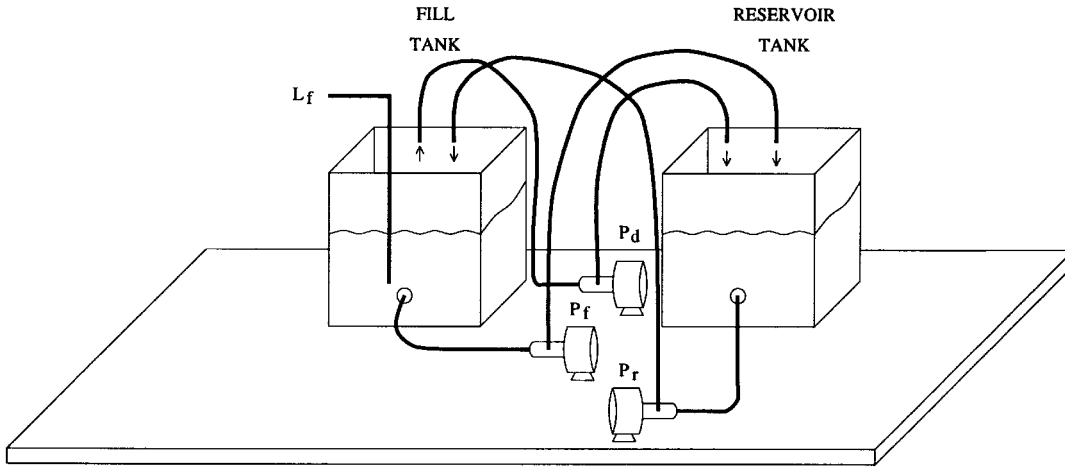 FILL
TANK
RESERVOIR
TANK
Lf
Pd
Pf
Pr